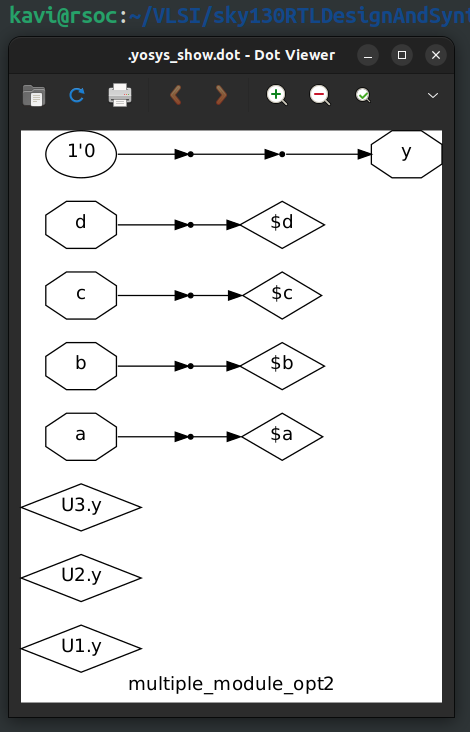 kavi@rsoc:~/VLSI/sky130RTLDesignAndSynt
.yosys_show.dot - Dot Viewer
1'0 y
d $d
c $c
b $b
a $a
U3.y
U2.y
U1.y
multiple_module_opt2